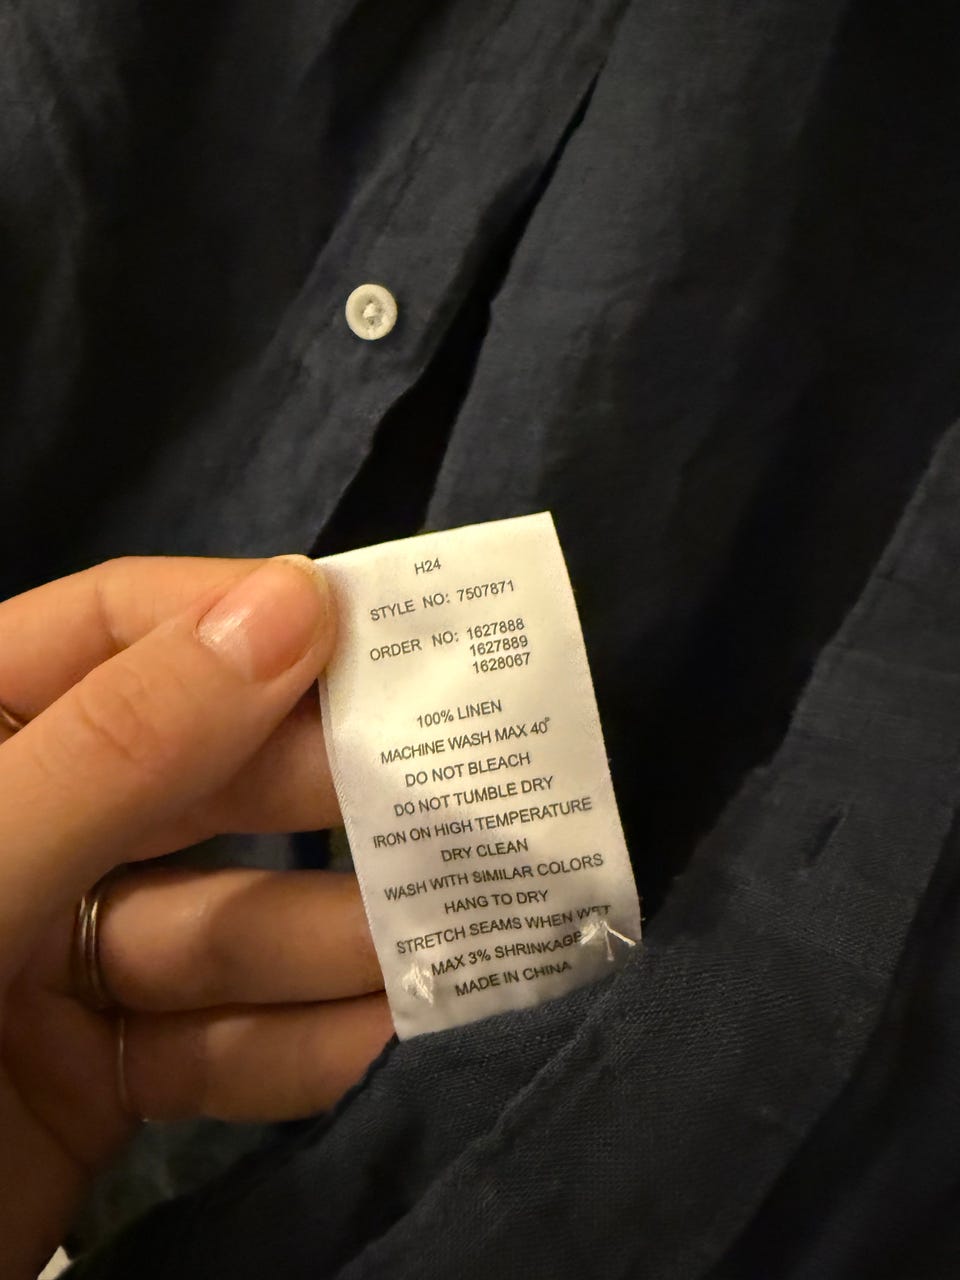 H24
STYLE NO: 7507871
ORDER NO: 1627888
1627889
1628067
100% LINEN
MACHINE WASH MAX 40°
DO NOT BLEACH
DO NOT TUMBLE DRY
IRON ON HIGH TEMPERATURE
DRY CLEAN
WASH WITH SIMILAR COLORS
HANG TO DRY
STRETCH SEAMS WHEN WET
MAX 3% SHRINKAGE
MADE IN CHINA